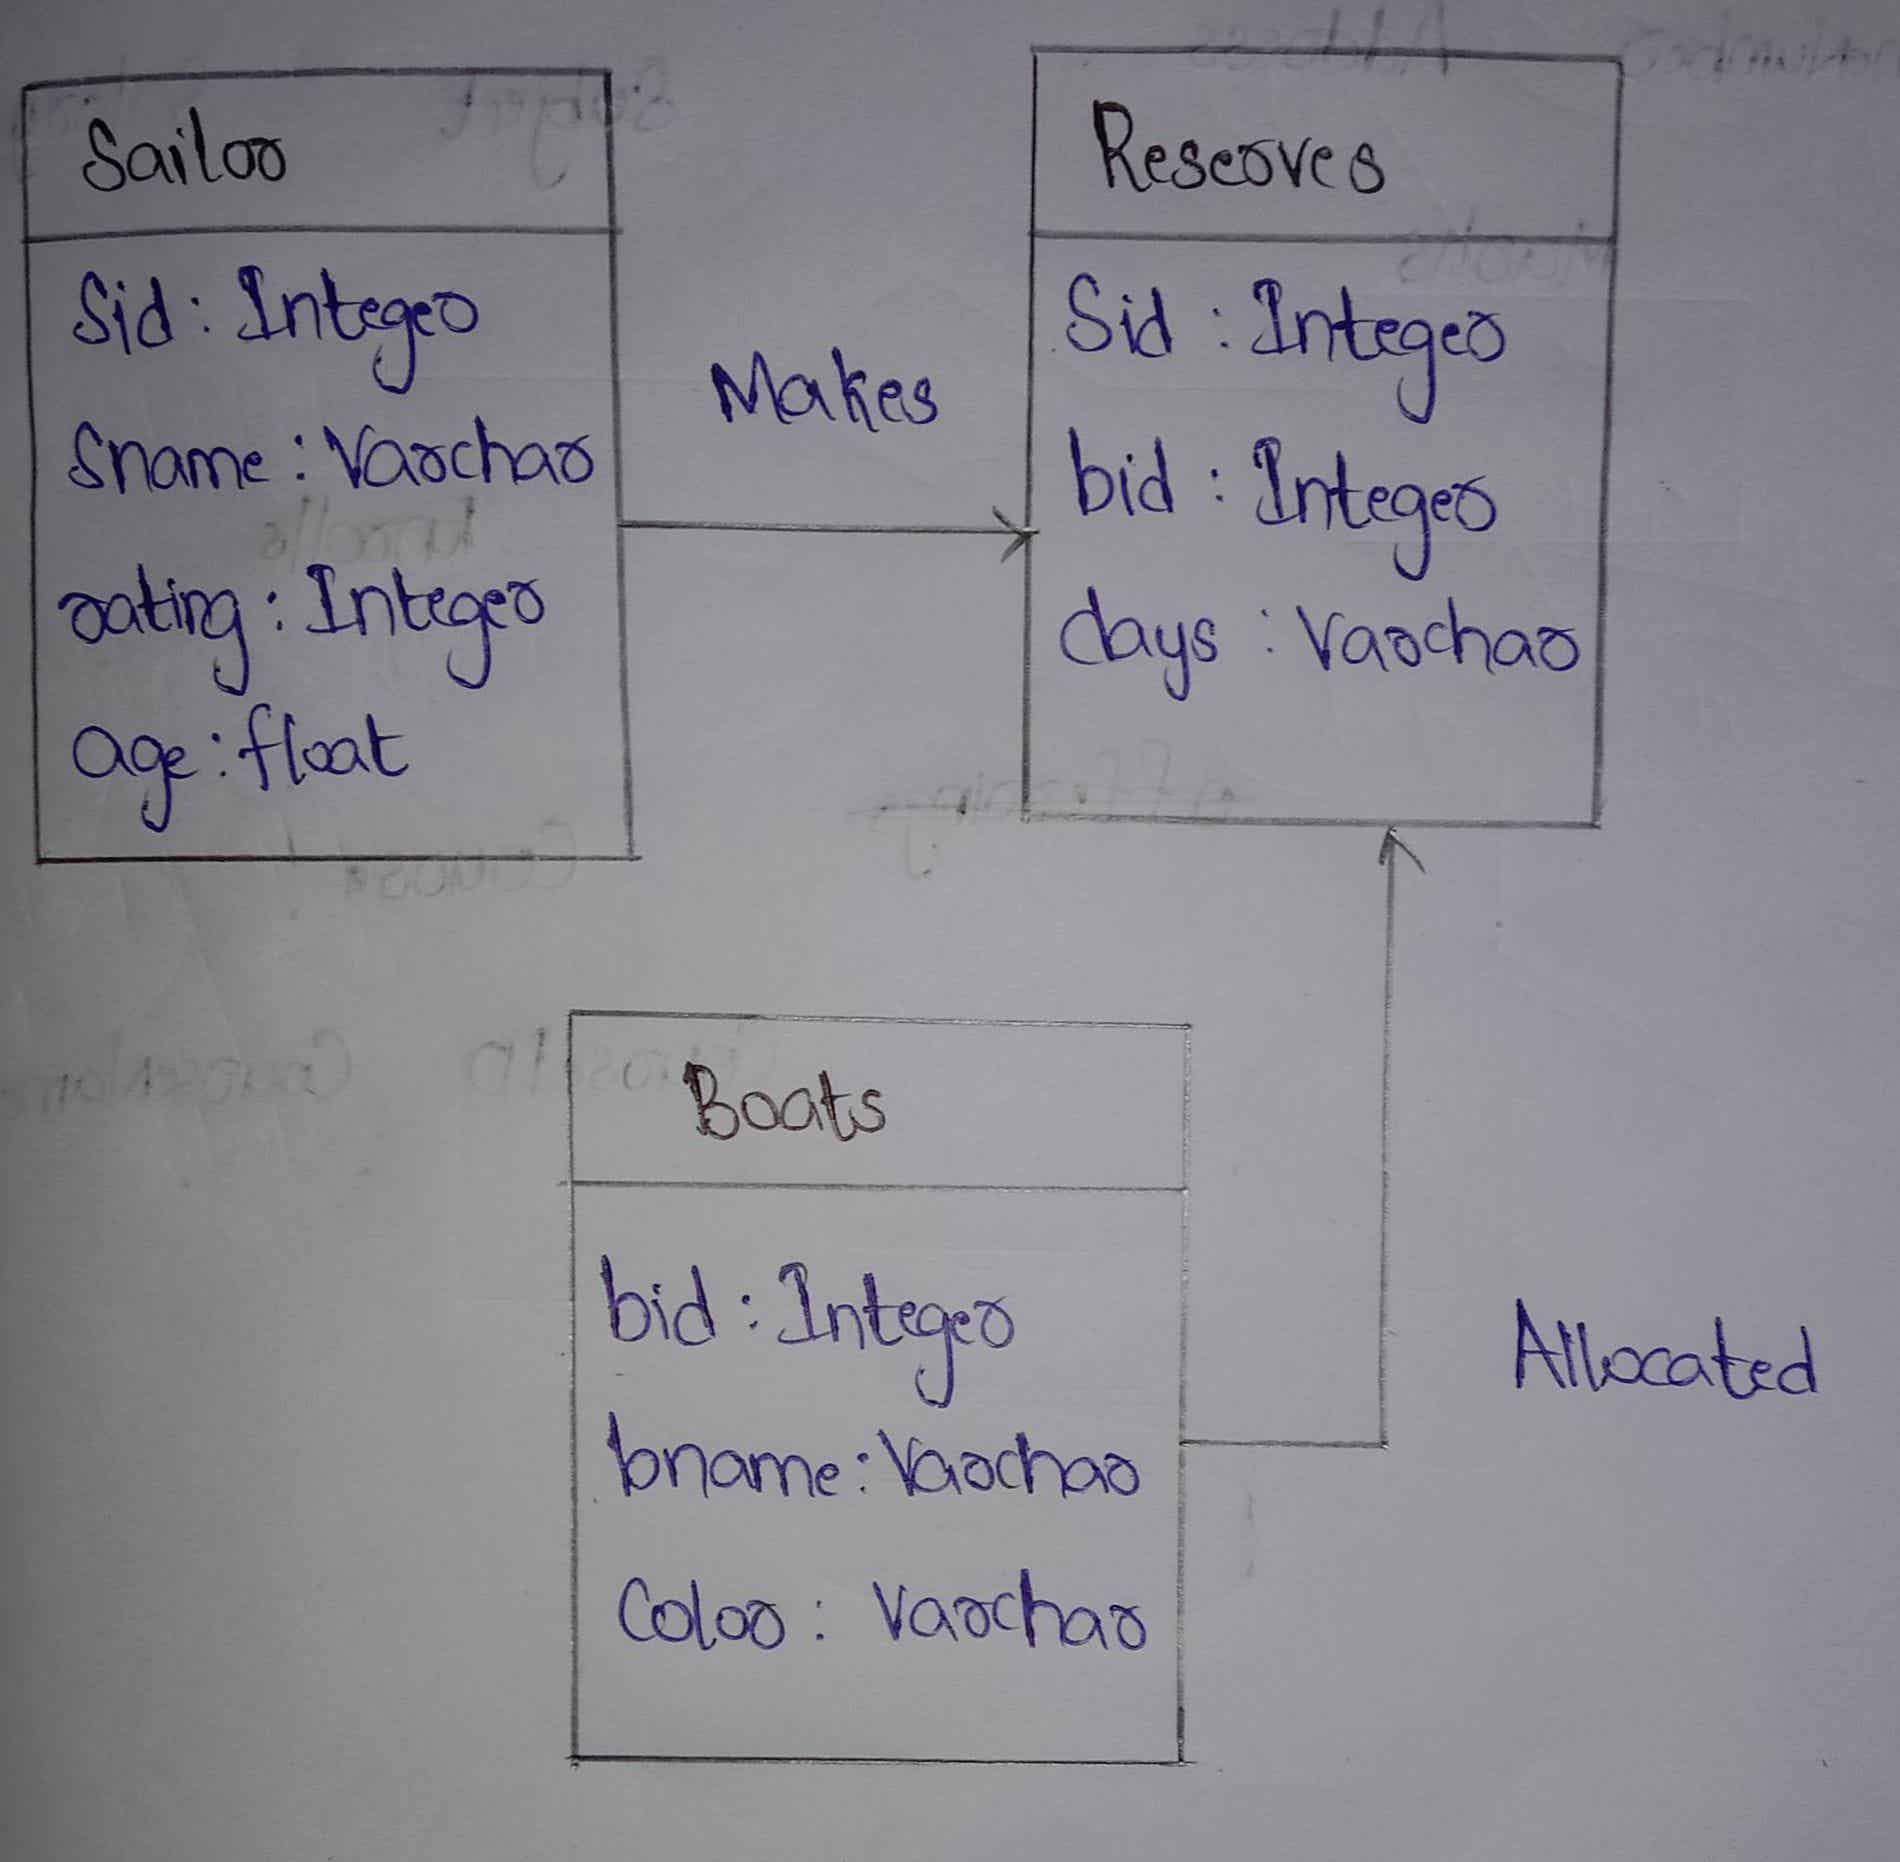 Sailor
Sid: Integer
Sname: Varchar
rating: Integer
age: float
Makes
Reserves
Sid : Integer
bid : Integer
days : Varchar
Boats
bid : Integer
bname: Varchar
Color : Varchar
Allocated